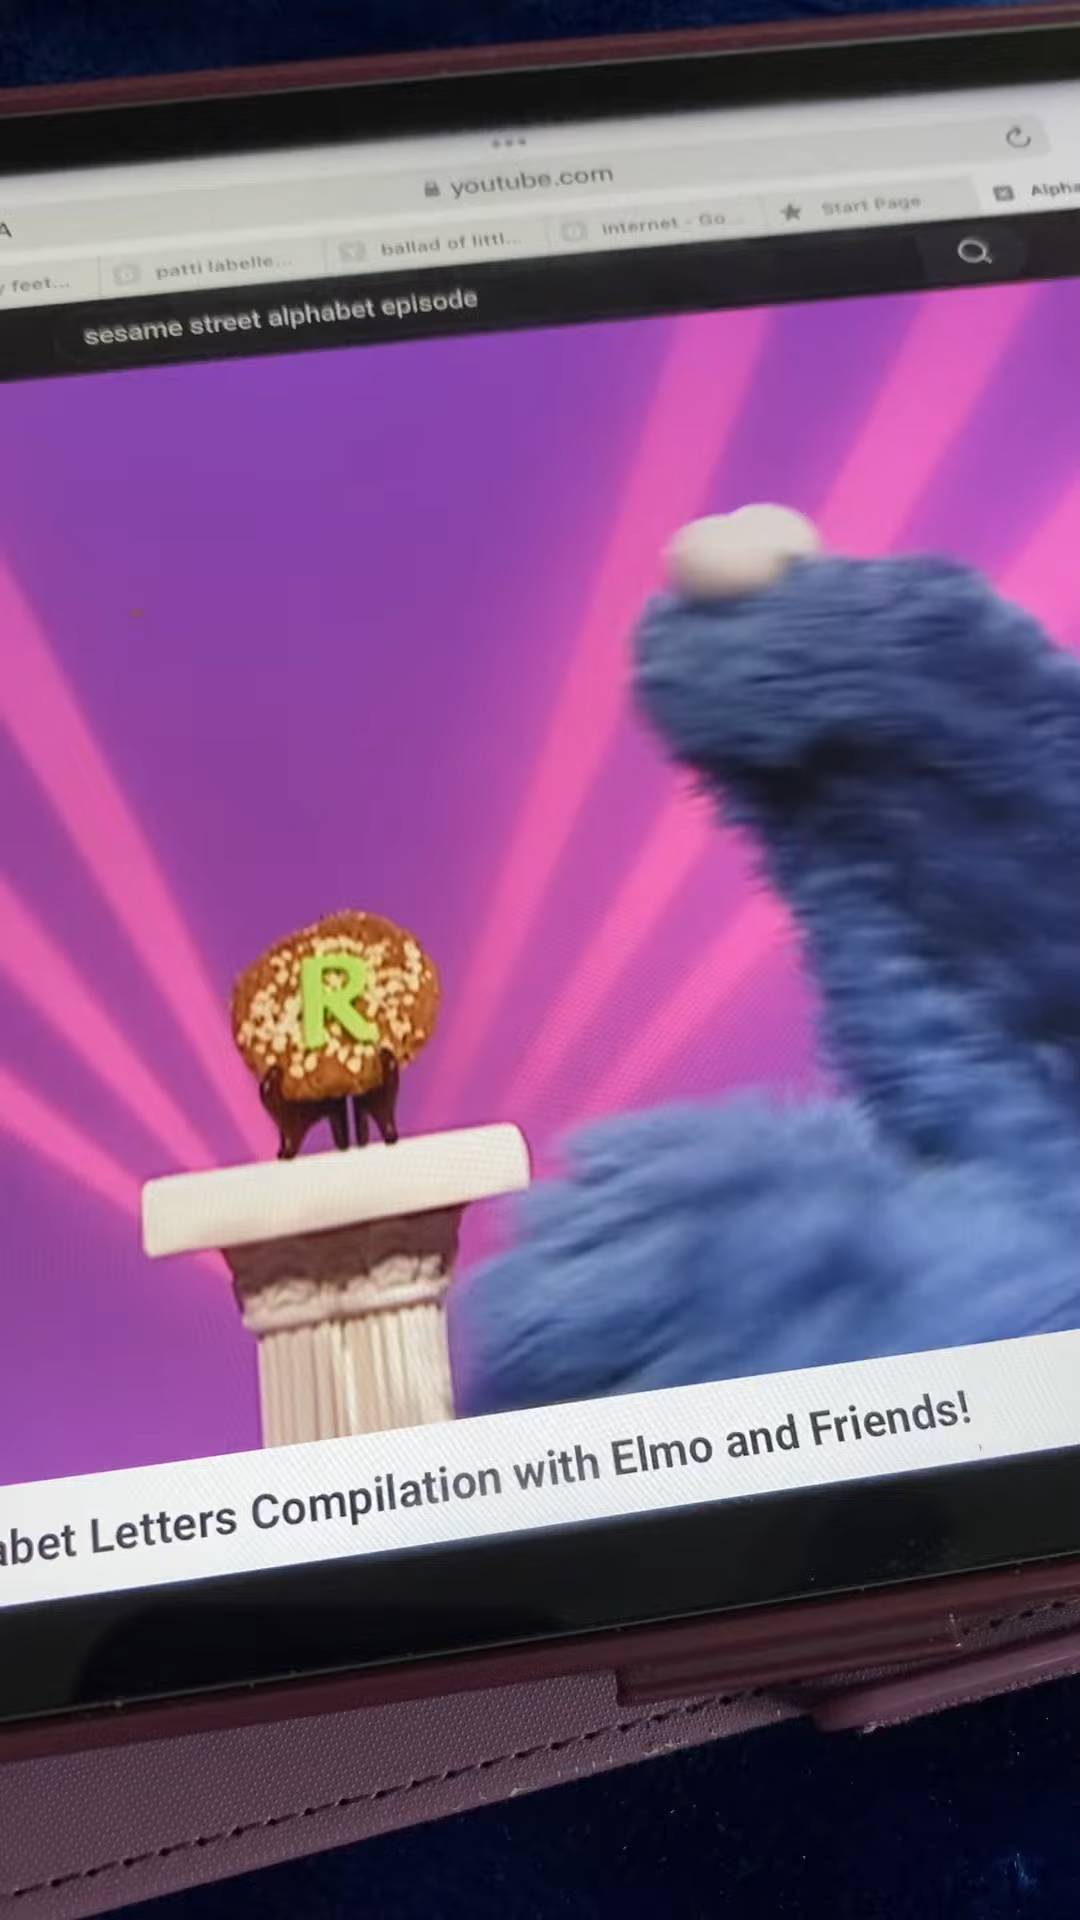 youtube.com
A
feet...
patti labelle...
ballad of littl...
internet - Go...
Start Page
Alpha
sesame street alphabet episode
R
abet Letters Compilation with Elmo and Friends!